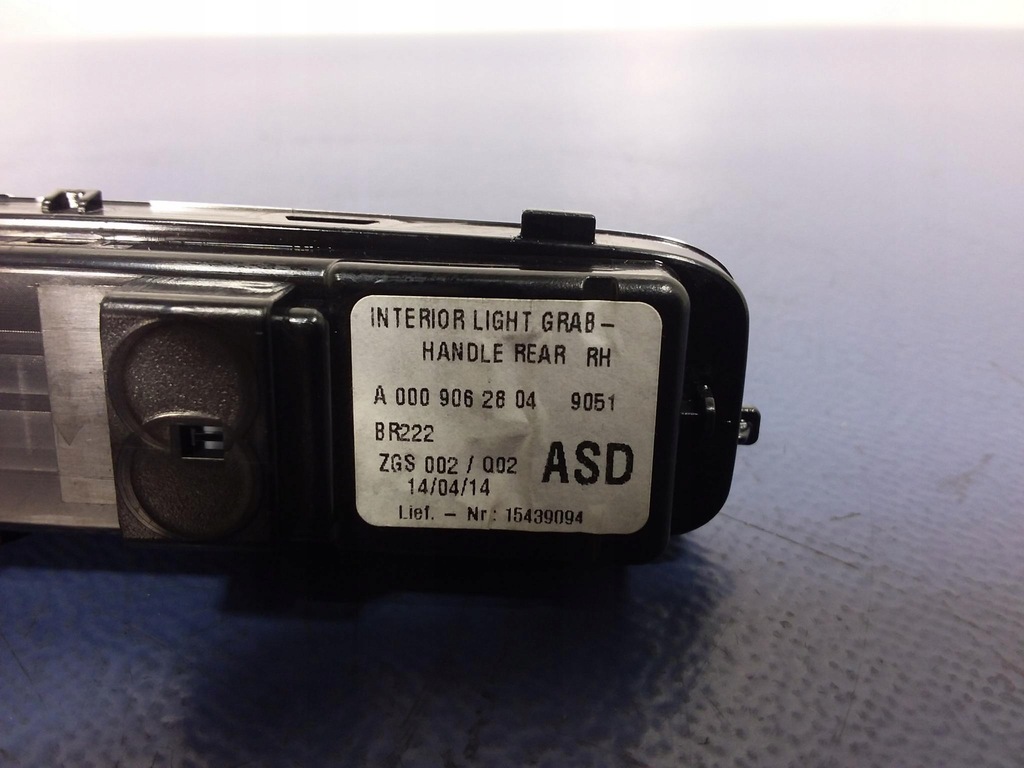 INTERIOR LIGHT GRAB-
HANDLE REAR RH
A 000 906 28 04 9051
BR222
ZGS 002 / Q02 ASD
14/04/14
Lief. - Nr: 15439094